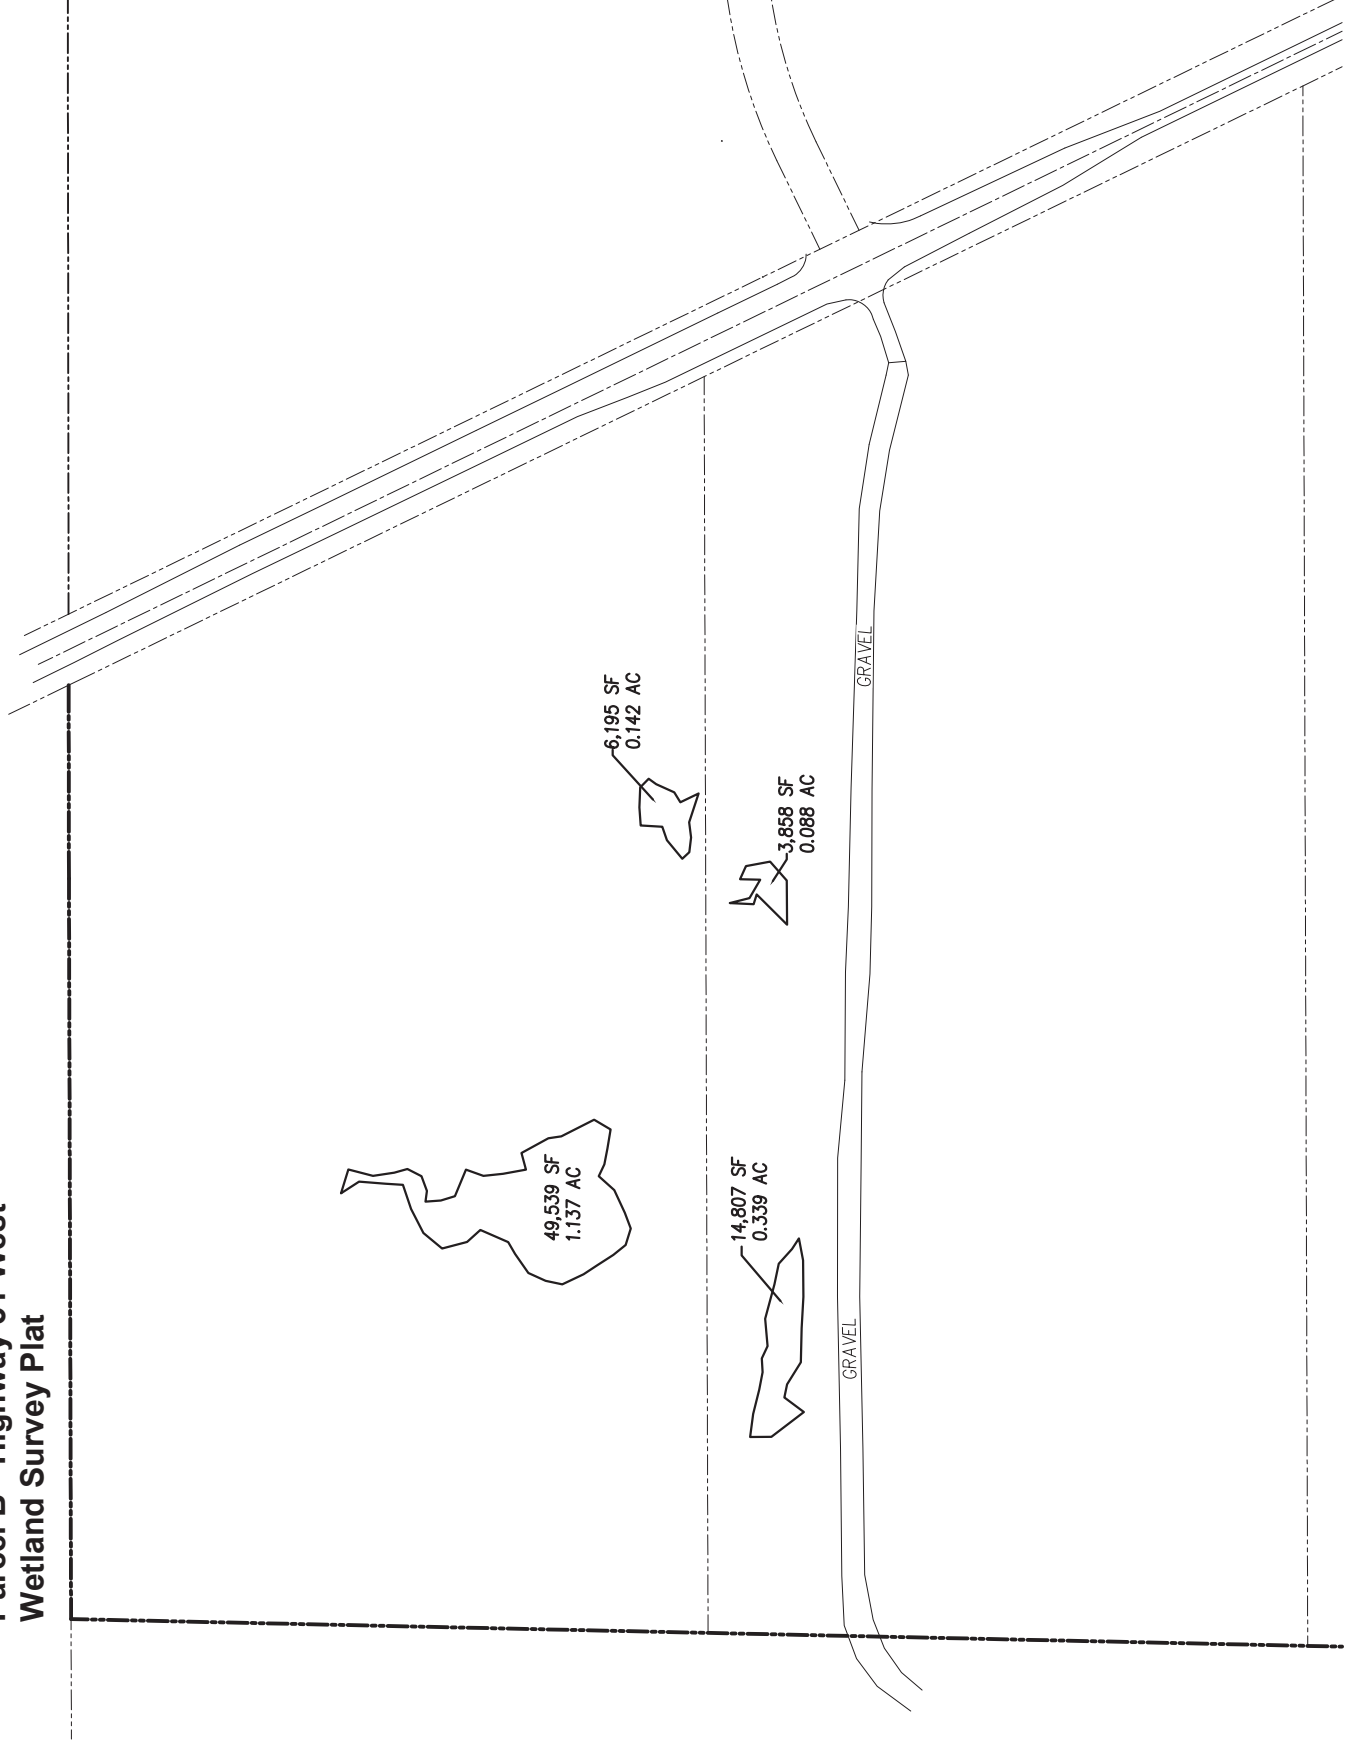 Wetland Survey Plat
6,195 SF
0.142 AC
3,858 SF
0.088 AC
49,539 SF
1.137 AC
14,807 SF
0.339 AC
GRAVEL
GRAVEL